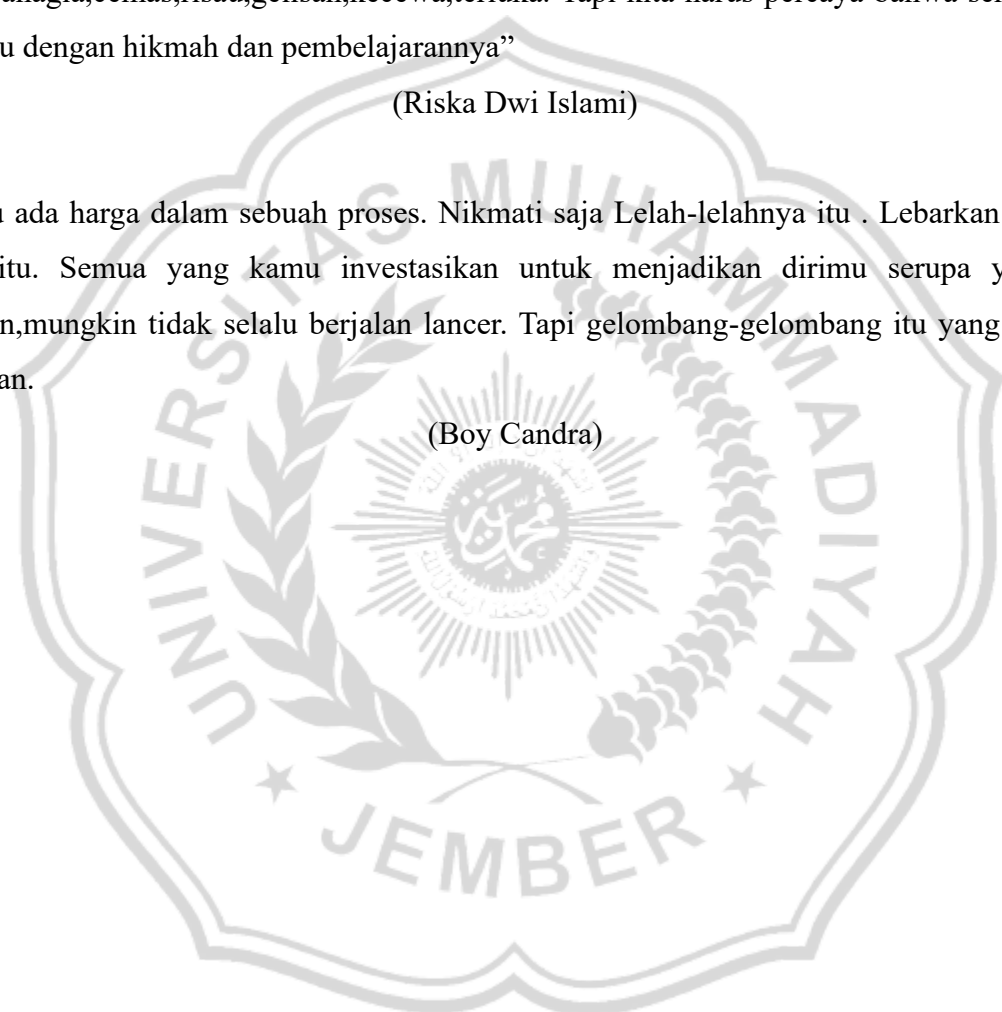 ahagia,cemas,risau,gelisah,kecewa,terluka. Tapi kita harus percaya bahwa
u dengan hikmah dan pembelajarannya”
(Riska Dwi Islami)
u ada harga dalam sebuah proses. Nikmati saja Lelah-lelahnya itu . Lebarkan
itu. Semua yang kamu investasikan untuk menjadikan dirimu serupa y
n,mungkin tidak selalu berjalan lancer. Tapi gelombang-gelombang itu yang
an.
(Boy Candra)
UNIVERSITAS MUHAMMADIYAH
JEMBER